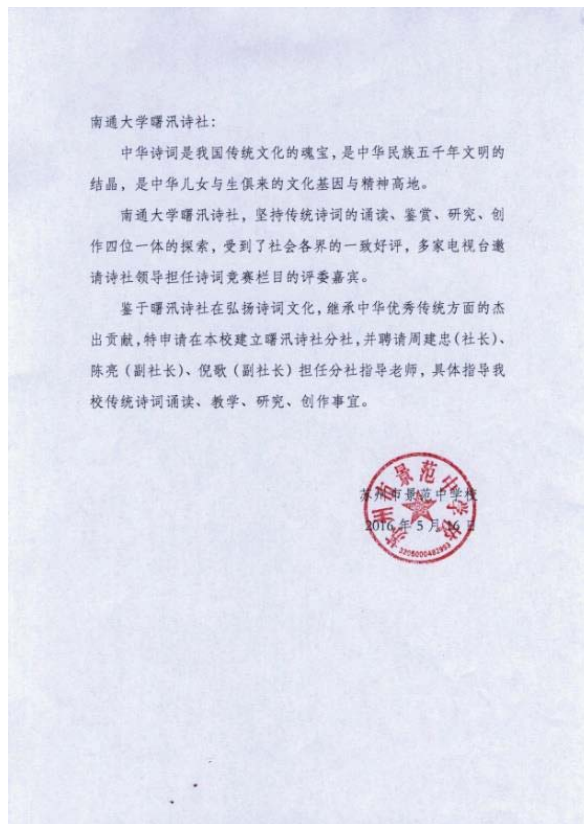 南通大学曙汛诗社：
中华诗词是我国传统文化的魂宝，是中华民族五千年文明的
结晶，是中华儿女与生俱来的文化基因与精神高地。
南通大学曙汛诗社，坚持传统诗词的诵读、鉴赏、研究、创
作四位一体的探索，受到了社会各界的一致好评，多家电视台邀
请诗社领导担任诗词竞赛栏目的评委嘉宾。
鉴于曙汛诗社在弘扬诗词文化，继承中华优秀传统方面的杰
出贡献，特申请在本校建立曙汛诗社分社，并聘请周建忠（社长）、
陈亮（副社长）、倪歌（副社长）担任分社指导老师，具体指导我
校传统诗词诵读、教学、研究、创作事宜。
苏州市景范中学校
2016年5月16日